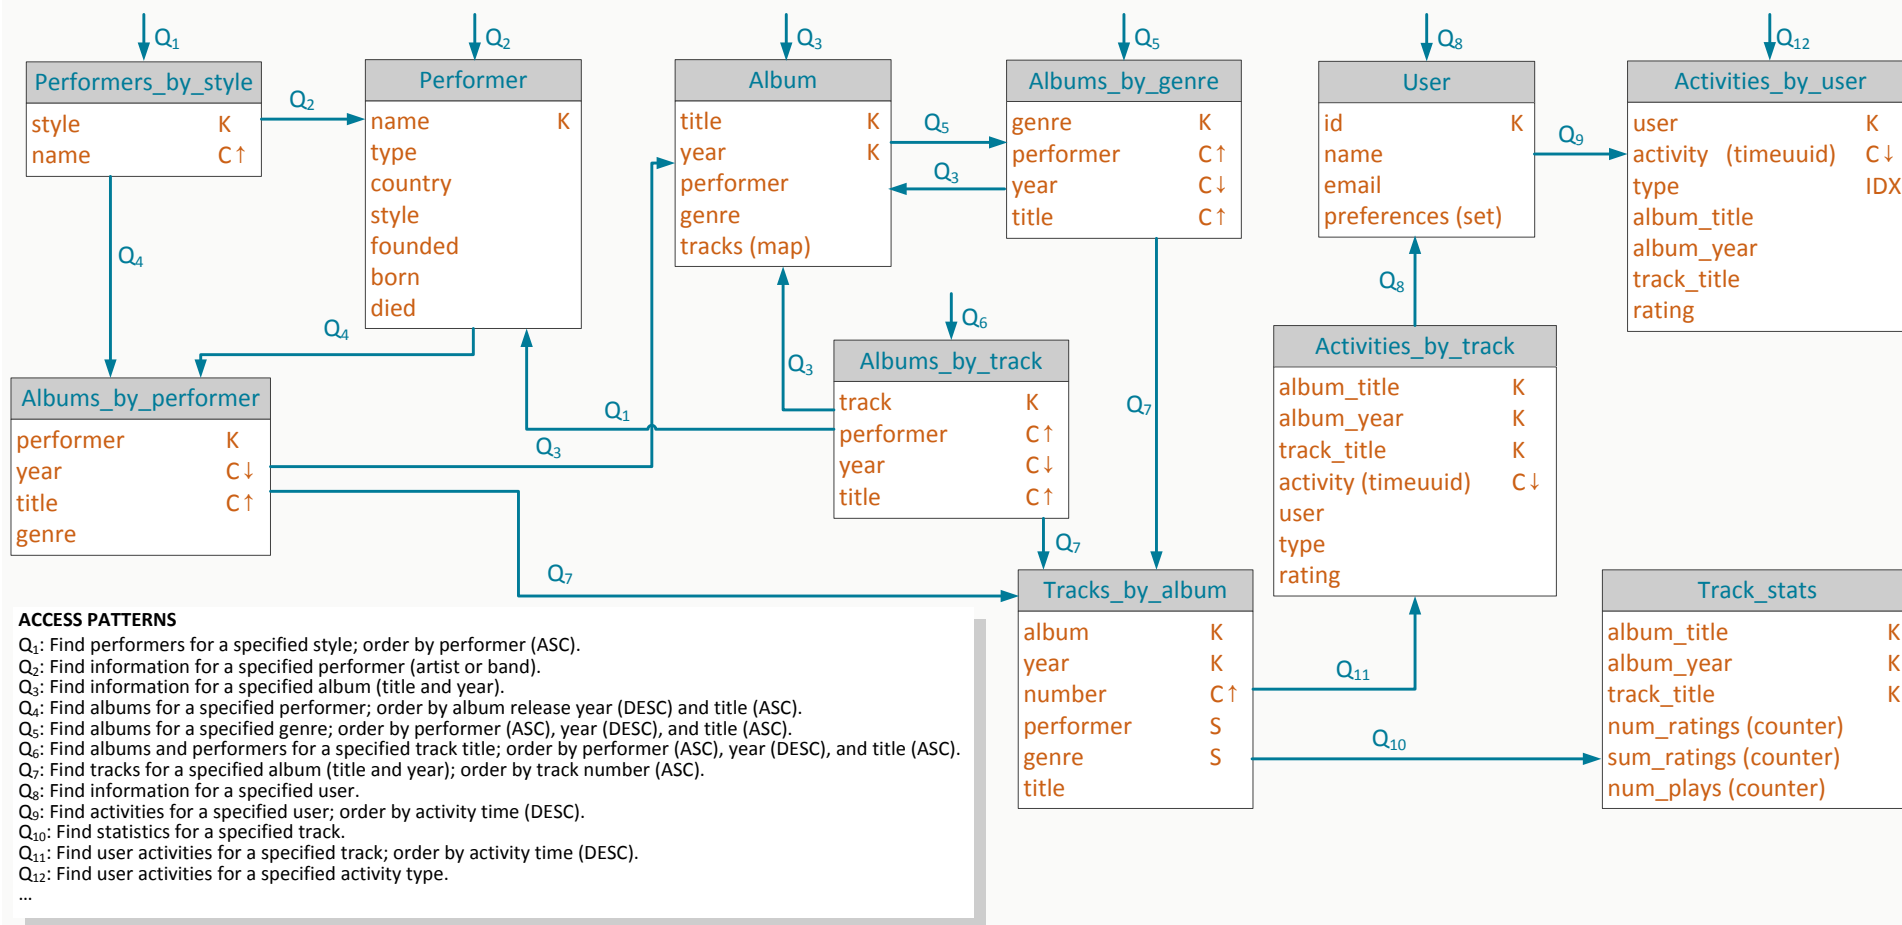 Q₁
Q₂
Q₃
Q₅
Q₈
Q₁₂
Performers_by_style
style K
name C↑
Q₂
Performer
name K
type
country
style
founded
born
died
Album
title K
year K
performer
genre
tracks (map)
Q₅
Q₃
Albums_by_genre
genre K
performer C↑
year C↓
title C↑
User
id K
name
email
preferences (set)
Q₉
Activities_by_user
user K
activity (timeuuid) C↓
type IDX
album_title
album_year
track_title
rating
Q₄
Q₄
Q₈
Q₆
Albums_by_performer
performer K
year C↓
title C↑
genre
Q₁
Q₃
Q₃
Albums_by_track
track K
performer C↑
year C↓
title C↑
Q₇
Q₇
Q₇
Activities_by_track
album_title K
album_year K
track_title K
activity (timeuuid) C↓
user
type
rating
Tracks_by_album
album K
year K
number C↑
performer S
genre S
title
Q₁₁
Q₁₀
Track_stats
album_title K
album_year K
track_title K
num_ratings (counter)
sum_ratings (counter)
num_plays (counter)
ACCESS PATTERNS
Q₁: Find performers for a specified style; order by performer (ASC).
Q₂: Find information for a specified performer (artist or band).
Q₃: Find information for a specified album (title and year).
Q₄: Find albums for a specified performer; order by album release year (DESC) and title (ASC).
Q₅: Find albums for a specified genre; order by performer (ASC), year (DESC), and title (ASC).
Q₆: Find albums and performers for a specified track title; order by performer (ASC), year (DESC), and title (ASC).
Q₇: Find tracks for a specified album (title and year); order by track number (ASC).
Q₈: Find information for a specified user.
Q₉: Find activities for a specified user; order by activity time (DESC).
Q₁₀: Find statistics for a specified track.
Q₁₁: Find user activities for a specified track; order by activity time (DESC).
Q₁₂: Find user activities for a specified activity type.
...